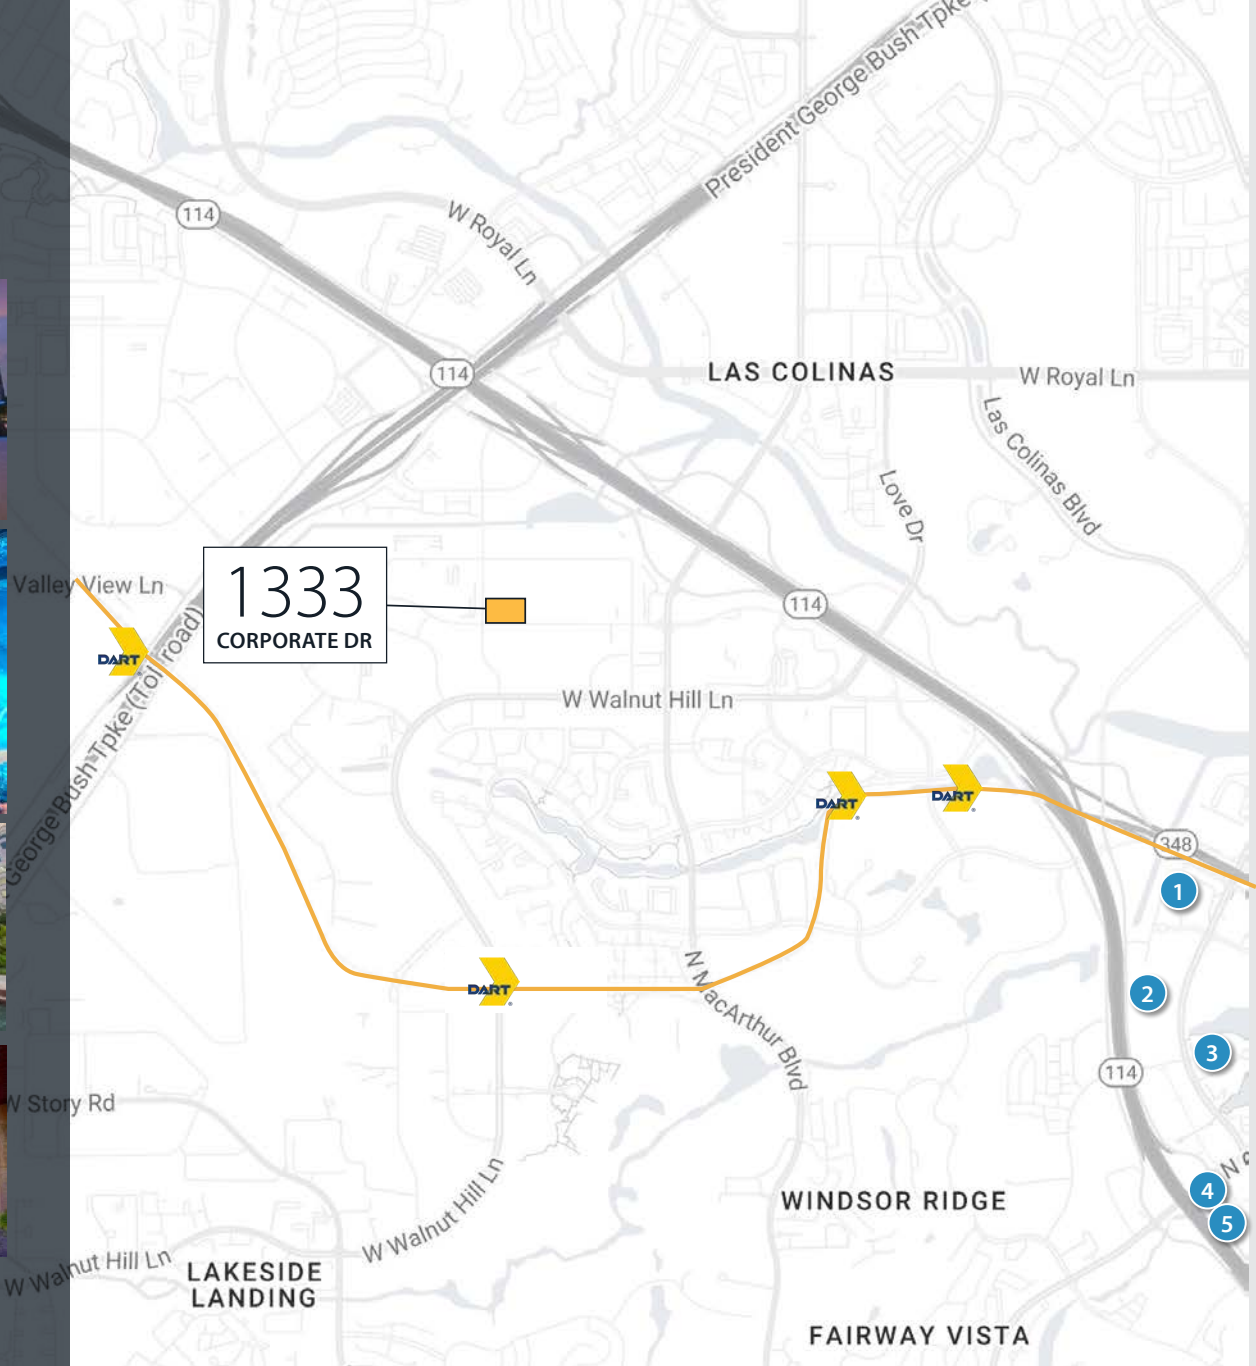 President George Bush Tpke
114
W Royal Ln
114
LAS COLINAS
W Royal Ln
Las Colinas Blvd
Love Dr
Valley View Ln
1333
CORPORATE DR
114
DART
George Bush Tpke (Toll road)
W Walnut Hill Ln
DART
DART
348
1
DART
N MacArthur Blvd
2
3
114
W Story Rd
W Walnut Hill Ln
4
5
WINDSOR RIDGE
W Walnut Hill Ln
LAKESIDE
LANDING
FAIRWAY VISTA